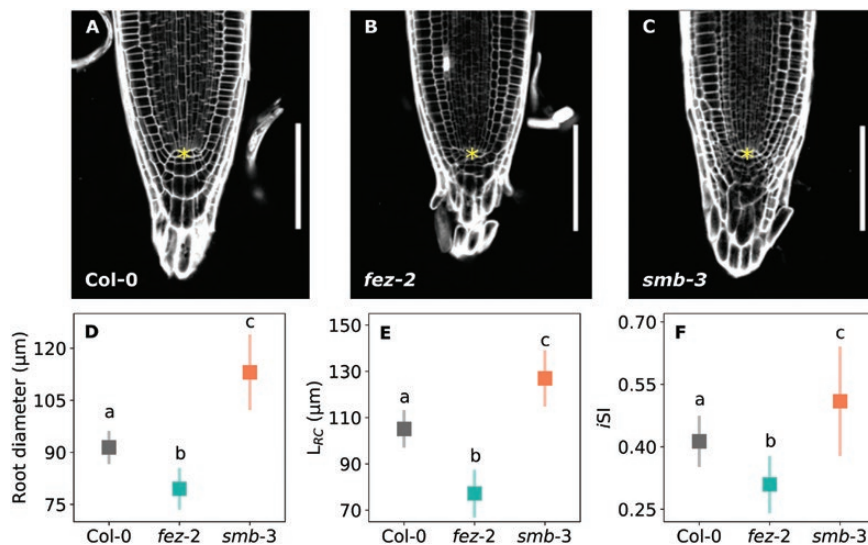 A B C
* * *
Col-0 fez-2 smb-3
D E F
Root diameter (µm)
120
105
90
75
a b c
Col-0 fez-2 smb-3
L_RC (µm)
150
130
110
90
70
a b c
Col-0 fez-2 smb-3
iSI
0.70
0.55
0.40
0.25
a b c
Col-0 fez-2 smb-3